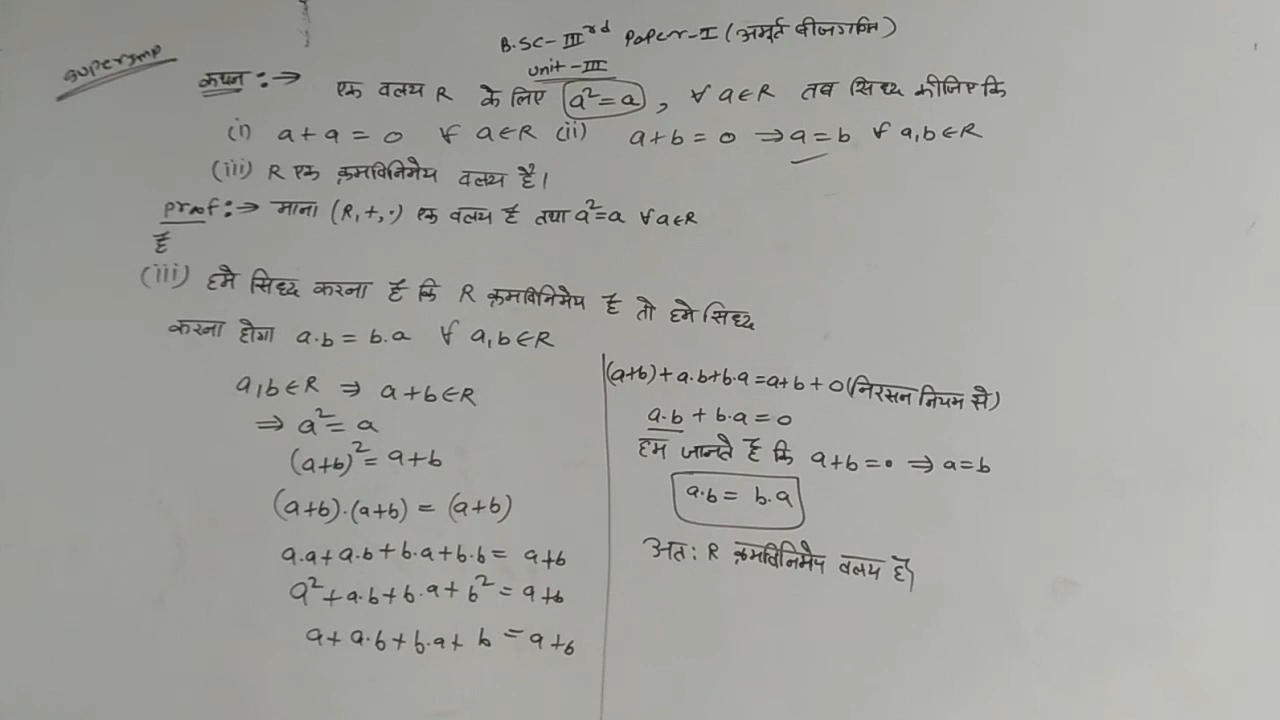 B.SC-IIIrd Paper-I (अमूर्त बीजगणित)
Unit-III
superimp
कथन :→ एक वलय R के लिए a²=a, ∀ a∈R तब सिध्द कीजिए कि
(i) a+a=0 ∀ a∈R (ii) a+b=0 ⇒a=b ∀ a,b∈R
(iii) R एक क्रमविनिमेय वलय है।
Proof :→ माना (R,+,·) एक वलय है तथा a²=a ∀a∈R
है
(iii) हमे सिध्द करना है कि R क्रमविनिमेय है तो हमे सिध्द
करना होगा a·b = b.a ∀ a,b∈R
a,b∈R ⇒ a+b∈R
⇒ a²=a
(a+b)²=a+b
(a+b)·(a+b) = (a+b)
a.a+a.b+b.a+b.b= a+b
a²+a.b+b.a+b²=a+b
a+a.b+b.a+ b =a+b
(a+b)+a.b+b.a=a+b+0(निरसन नियम से)
a.b + b.a=0
हम जानते है कि a+b=0 ⇒a=b
a.b = b.a
अत: R क्रमविनिमेय वलय है।